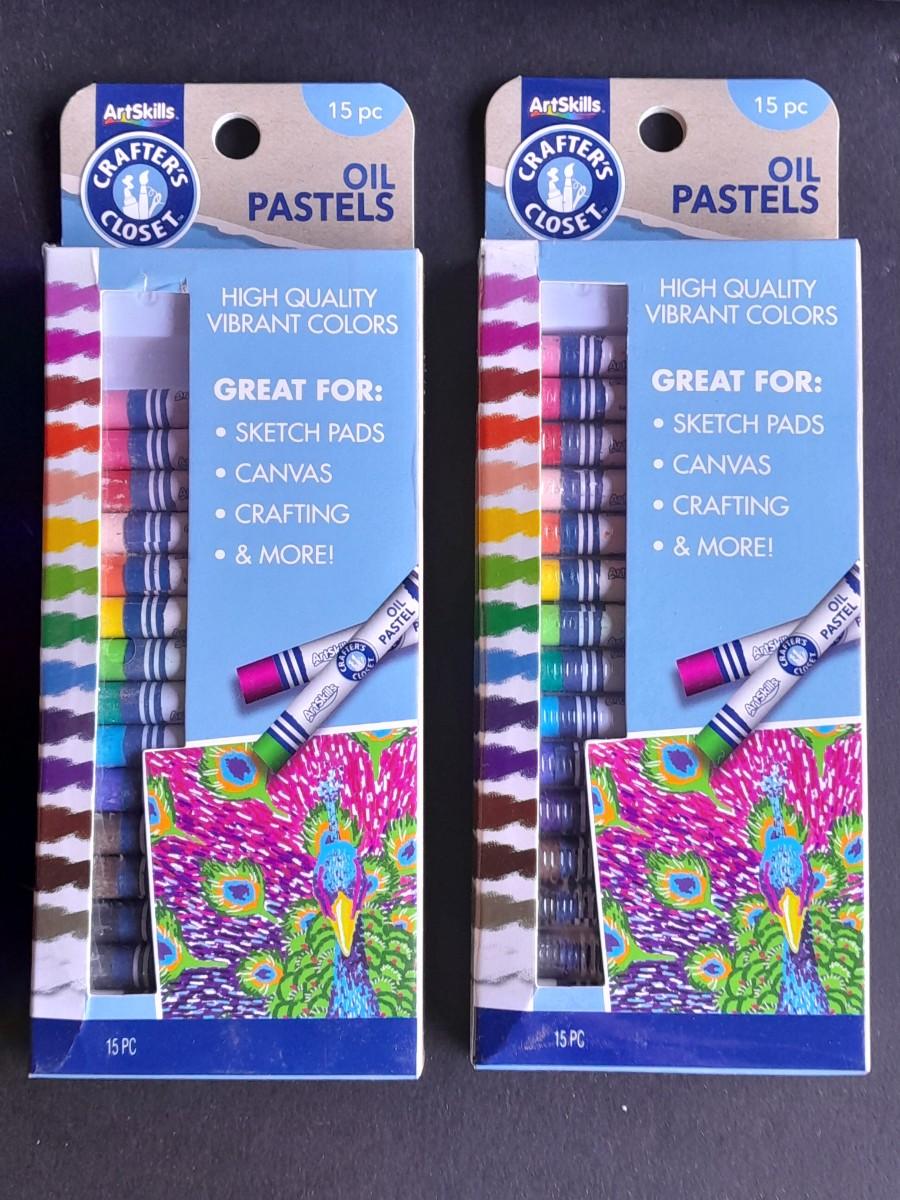 ArtSkills
15 pc
CRAFTER'S
CLOSET™
OIL
PASTELS
HIGH QUALITY
VIBRANT COLORS
GREAT FOR:
• SKETCH PADS
• CANVAS
• CRAFTING
• & MORE!
OIL
PASTEL
ArtSkills
CRAFTER'S
CLOSET
ArtSkills
15 PC
ArtSkills
15 pc
CRAFTER'S
CLOSET™
OIL
PASTELS
HIGH QUALITY
VIBRANT COLORS
GREAT FOR:
• SKETCH PADS
• CANVAS
• CRAFTING
• & MORE!
OIL
PASTEL
ArtSkills
CRAFTER'S
CLOSET
ArtSkills
15 PC